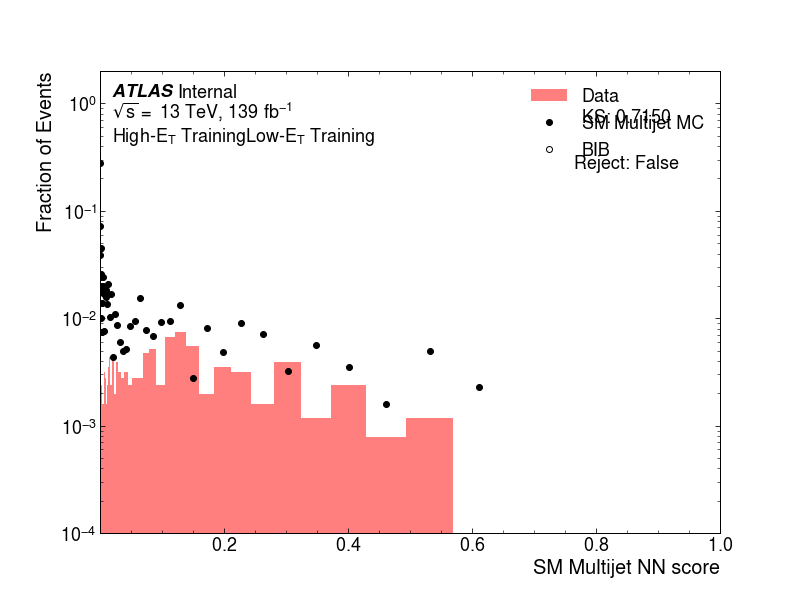 ATLAS Internal
√s = 13 TeV, 139 fb⁻¹
High-E_T TrainingLow-E_T Training
Data
KS: 0.7150
SM Multijet MC
BIB
Reject: False
Fraction of Events
10⁰
10⁻¹
10⁻²
10⁻³
10⁻⁴
0.2 0.4 0.6 0.8 1.0
SM Multijet NN score